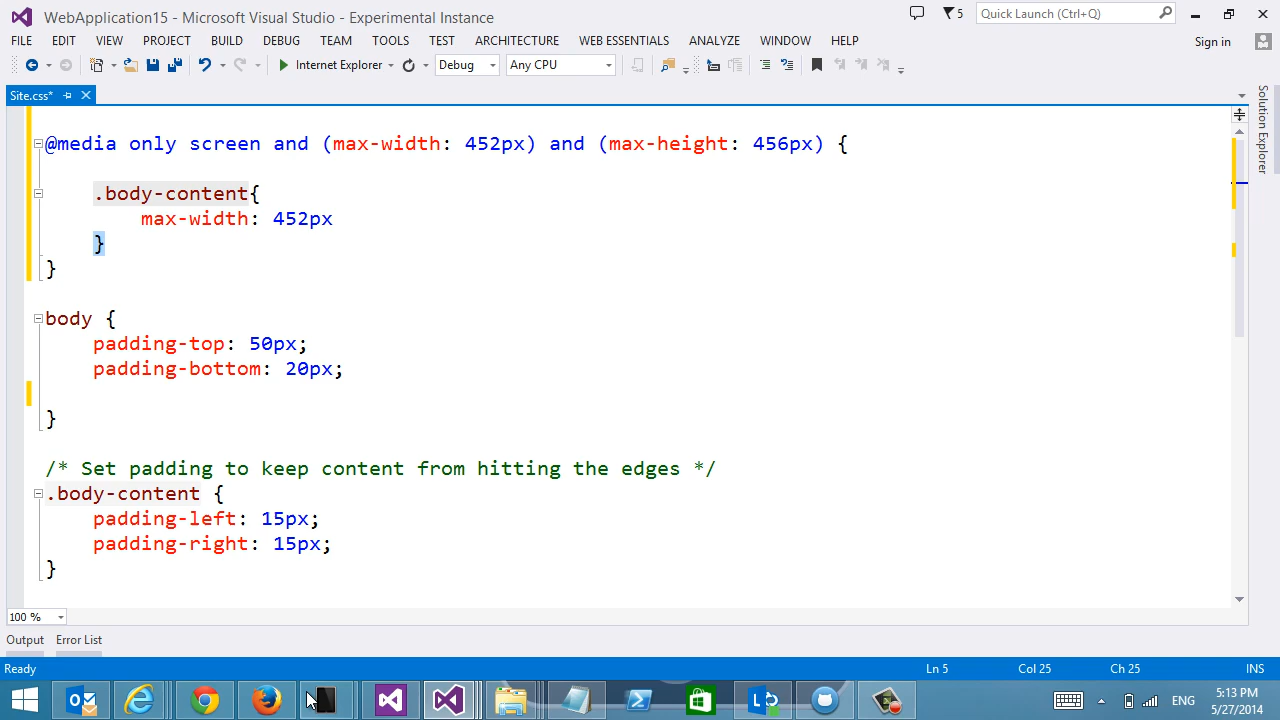 WebApplication15 - Microsoft Visual Studio - Experimental Instance
5
Quick Launch (Ctrl+Q)
FILE EDIT VIEW PROJECT BUILD DEBUG TEAM TOOLS TEST ARCHITECTURE WEB ESSENTIALS ANALYZE WINDOW HELP
Sign in
Internet Explorer
Debug
Any CPU
Site.css*
Solution Explorer
@media only screen and (max-width: 452px) and (max-height: 456px) {
.body-content{
max-width: 452px
}
}
body {
padding-top: 50px;
padding-bottom: 20px;
}
/* Set padding to keep content from hitting the edges */
.body-content {
padding-left: 15px;
padding-right: 15px;
}
100 %
Output Error List
Ready
Ln 5
Col 25
Ch 25
INS
ENG
5:13 PM
5/27/2014